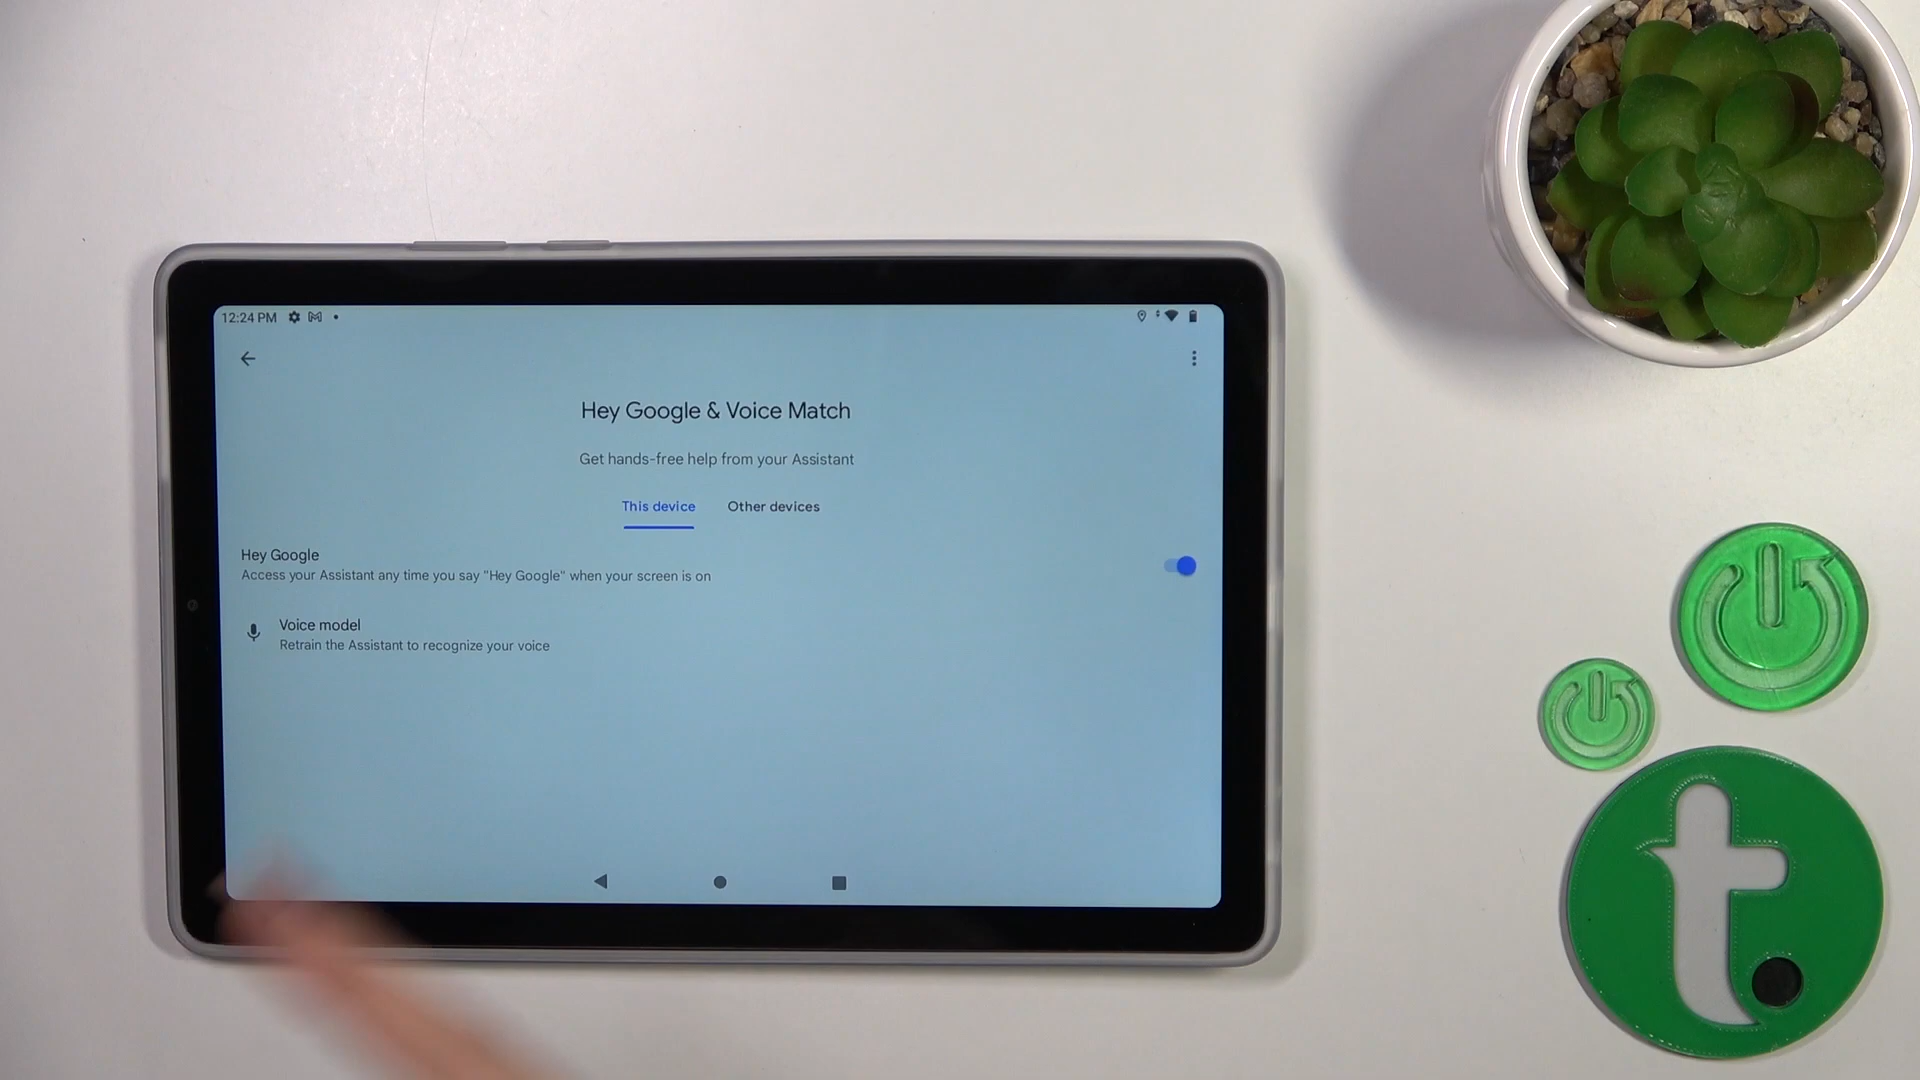 12:24 PM
Hey Google & Voice Match
Get hands-free help from your Assistant
This device
Other devices
Hey Google
Access your Assistant any time you say "Hey Google" when your screen is on
Voice model
Retrain the Assistant to recognize your voice
t